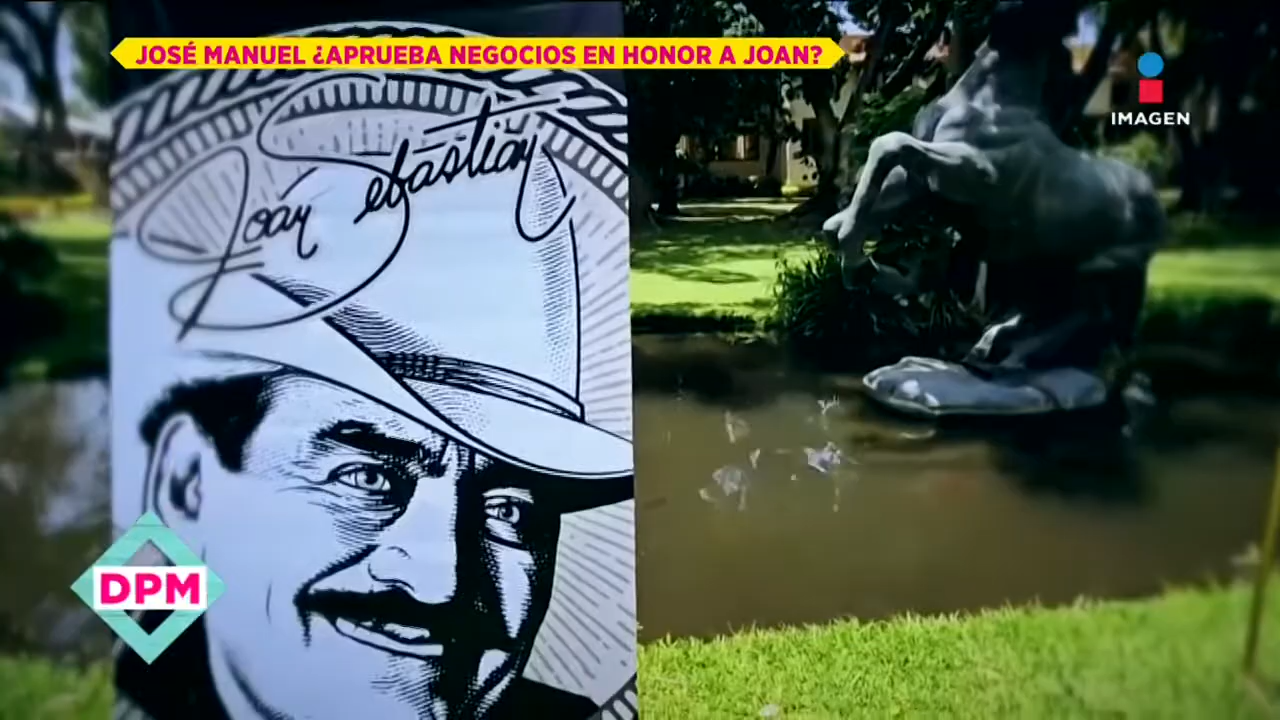 JOSÉ MANUEL ¿APRUEBA NEGOCIOS EN HONOR A JOAN?
IMAGEN
Joan Sebastian
DPM